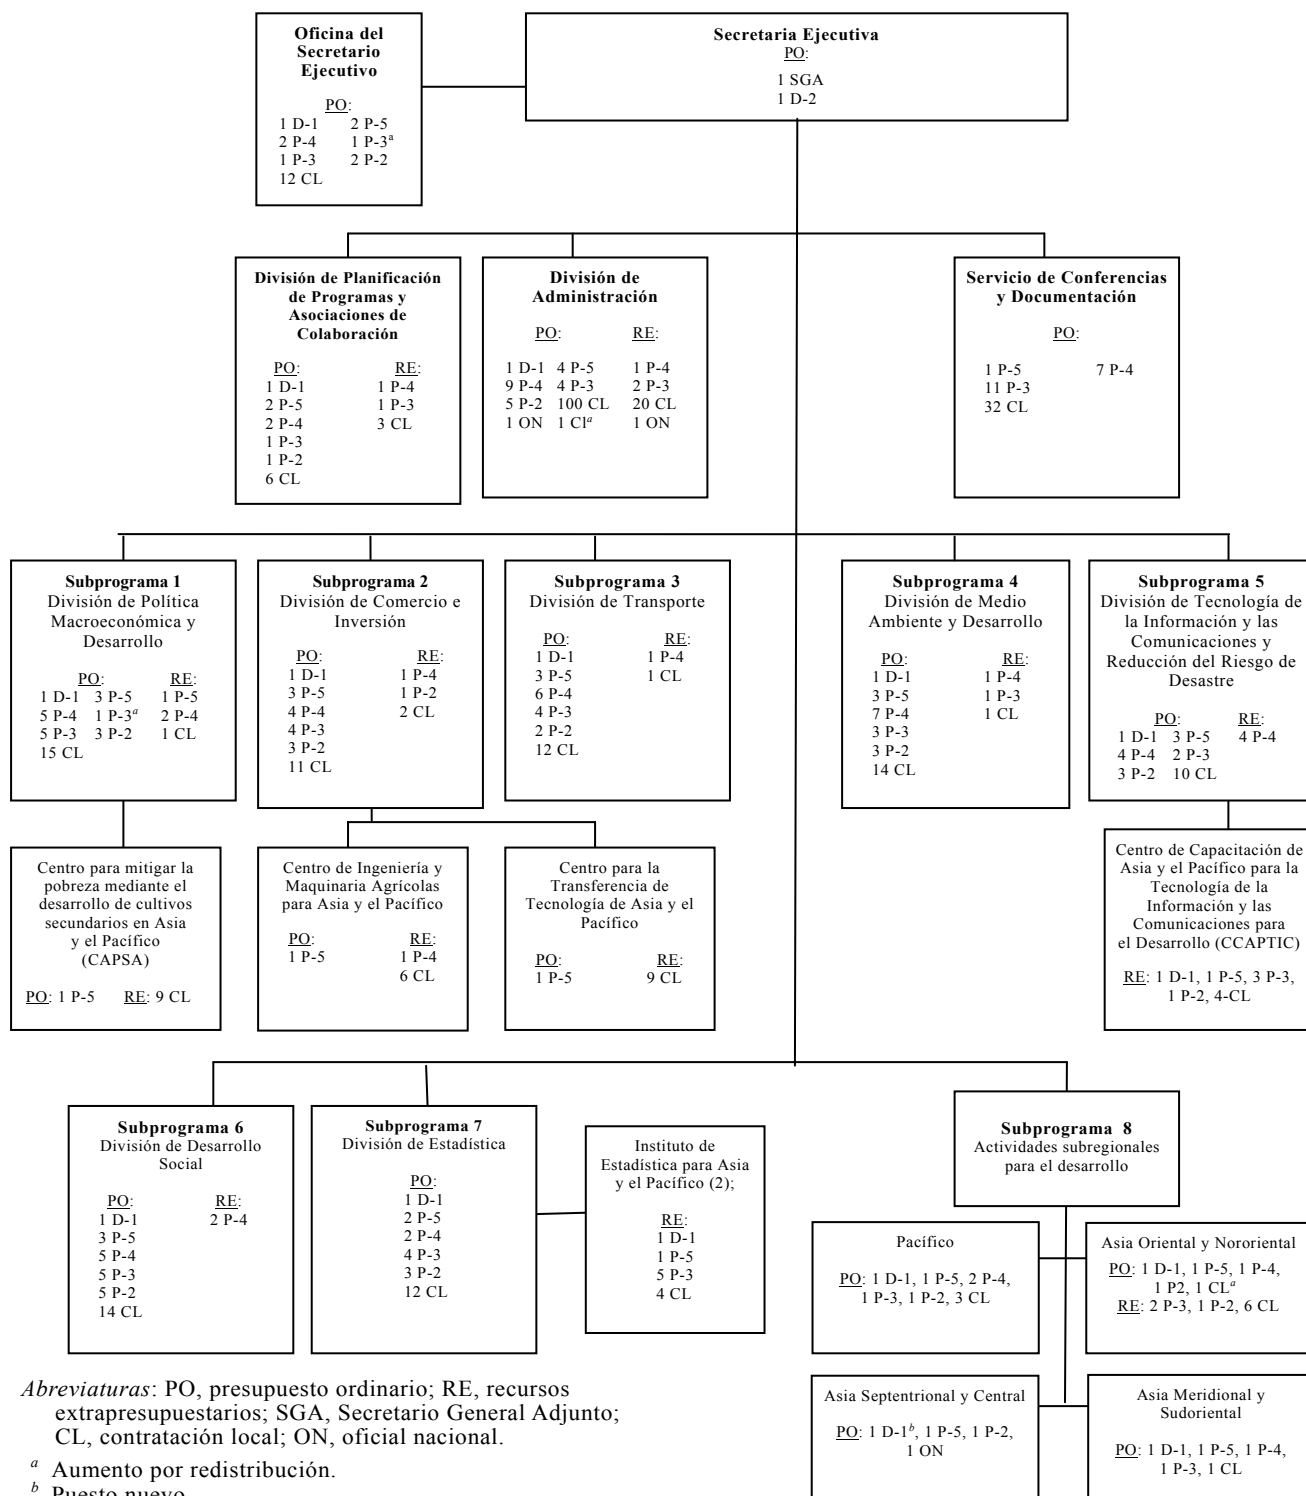 Oficina del
Secretario
Ejecutivo
PO:
1 D-1 2 P-5
2 P-4 1 P-3ᵃ
1 P-3 2 P-2
12 CL
Secretaria Ejecutiva
PO:
1 SGA
1 D-2
División de Planificación
de Programas y
Asociaciones de
Colaboración
PO: RE:
1 D-1 1 P-4
2 P-5 1 P-3
2 P-4 3 CL
1 P-3
1 P-2
6 CL
División de
Administración
PO: RE:
1 D-1 4 P-5 1 P-4
9 P-4 4 P-3 2 P-3
5 P-2 100 CL 20 CL
1 ON 1 Clᵃ 1 ON
Servicio de Conferencias
y Documentación
PO:
1 P-5 7 P-4
11 P-3
32 CL
Subprograma 1
División de Política
Macroeconómica y
Desarrollo
PO: RE:
1 D-1 3 P-5 1 P-5
5 P-4 1 P-3ᵃ 2 P-4
5 P-3 3 P-2 1 CL
15 CL
Subprograma 2
División de Comercio e
Inversión
PO: RE:
1 D-1 1 P-4
3 P-5 1 P-2
4 P-4 2 CL
4 P-3
3 P-2
11 CL
Subprograma 3
División de Transporte
PO: RE:
1 D-1 1 P-4
3 P-5 1 CL
6 P-4
4 P-3
2 P-2
12 CL
Subprograma 4
División de Medio
Ambiente y Desarrollo
PO: RE:
1 D-1 1 P-4
3 P-5 1 P-3
7 P-4 1 CL
3 P-3
3 P-2
14 CL
Subprograma 5
División de Tecnología de
la Información y las
Comunicaciones y
Reducción del Riesgo de
Desastre
PO: RE:
1 D-1 3 P-5 4 P-4
4 P-4 2 P-3
3 P-2 10 CL
Centro para mitigar la
pobreza mediante el
desarrollo de cultivos
secundarios en Asia
y el Pacífico
(CAPSA)
PO: 1 P-5 RE: 9 CL
Centro de Ingeniería y
Maquinaria Agrícolas
para Asia y el Pacífico
PO: RE:
1 P-5 1 P-4
6 CL
Centro para la
Transferencia de
Tecnología de Asia y el
Pacífico
PO: RE:
1 P-5 9 CL
Centro de Capacitación de
Asia y el Pacífico para la
Tecnología de la
Información y las
Comunicaciones para
el Desarrollo (CCAPTIC)
RE: 1 D-1, 1 P-5, 3 P-3,
1 P-2, 4-CL
Subprograma 6
División de Desarrollo
Social
PO: RE:
1 D-1 2 P-4
3 P-5
5 P-4
5 P-3
5 P-2
14 CL
Subprograma 7
División de Estadística
PO:
1 D-1
2 P-5
2 P-4
4 P-3
3 P-2
12 CL
Instituto de
Estadística para Asia
y el Pacífico (2);
RE:
1 D-1
1 P-5
5 P-3
4 CL
Subprograma 8
Actividades subregionales
para el desarrollo
Pacífico
PO: 1 D-1, 1 P-5, 2 P-4,
1 P-3, 1 P-2, 3 CL
Asia Oriental y Nororiental
PO: 1 D-1, 1 P-5, 1 P-4,
1 P2, 1 CLᵃ
RE: 2 P-3, 1 P-2, 6 CL
Asia Septentrional y Central
PO: 1 D-1ᵇ, 1 P-5, 1 P-2,
1 ON
Asia Meridional y
Sudoriental
PO: 1 D-1, 1 P-5, 1 P-4,
1 P-3, 1 CL
Abreviaturas: PO, presupuesto ordinario; RE, recursos
extrapresupuestarios; SGA, Secretario General Adjunto;
CL, contratación local; ON, oficial nacional.
ᵃ Aumento por redistribución.
ᵇ Puesto nuevo